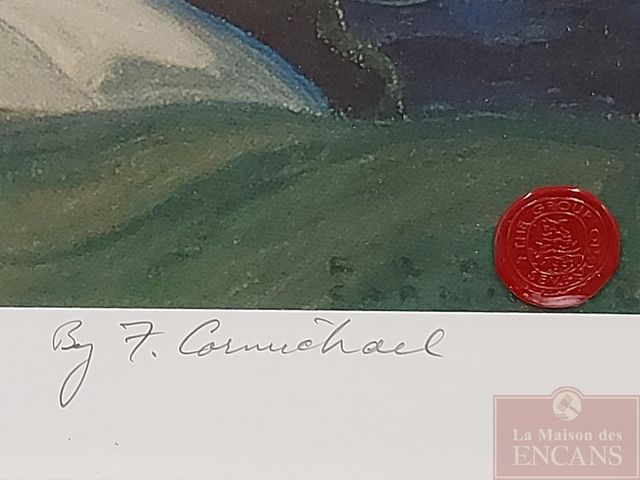 THE GROUP OF SEVEN
By F. Carmichael
La Maison des
ENCANS